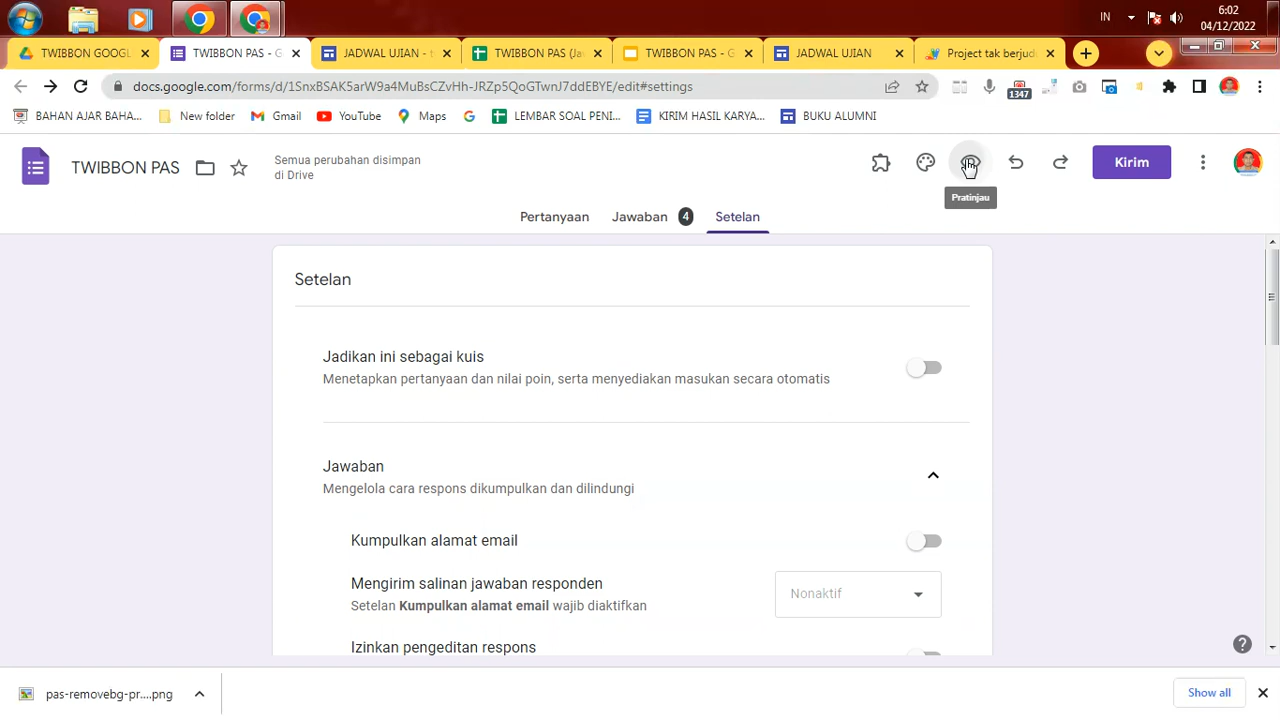 IN
6:02
04/12/2022
TWIBBON GOOGL
TWIBBON PAS - G
JADWAL UJIAN - t
TWIBBON PAS (Ja
TWIBBON PAS - G
JADWAL UJIAN
Project tak berjud
docs.google.com/forms/d/1SnxBSAK5srW9a4MuBsCZvHh-JRZp5QoGTwnJ7ddEBYE/edit#settings
1347
BAHAN AJAR BAHA...
New folder
Gmail
YouTube
Maps
LEMBAR SOAL PENI...
KIRIM HASIL KARYA...
BUKU ALUMNI
TWIBBON PAS
Semua perubahan disimpan
di Drive
Kirim
Pratinjau
Pertanyaan
Jawaban 4
Setelan
Setelan
Jadikan ini sebagai kuis
Menetapkan pertanyaan dan nilai poin, serta menyediakan masukan secara otomatis
Jawaban
Mengelola cara respons dikumpulkan dan dilindungi
Kumpulkan alamat email
Mengirim salinan jawaban responden
Setelan Kumpulkan alamat email wajib diaktifkan
Nonaktif
Izinkan pengeditan respons
pas-removebg-pr....png
Show all